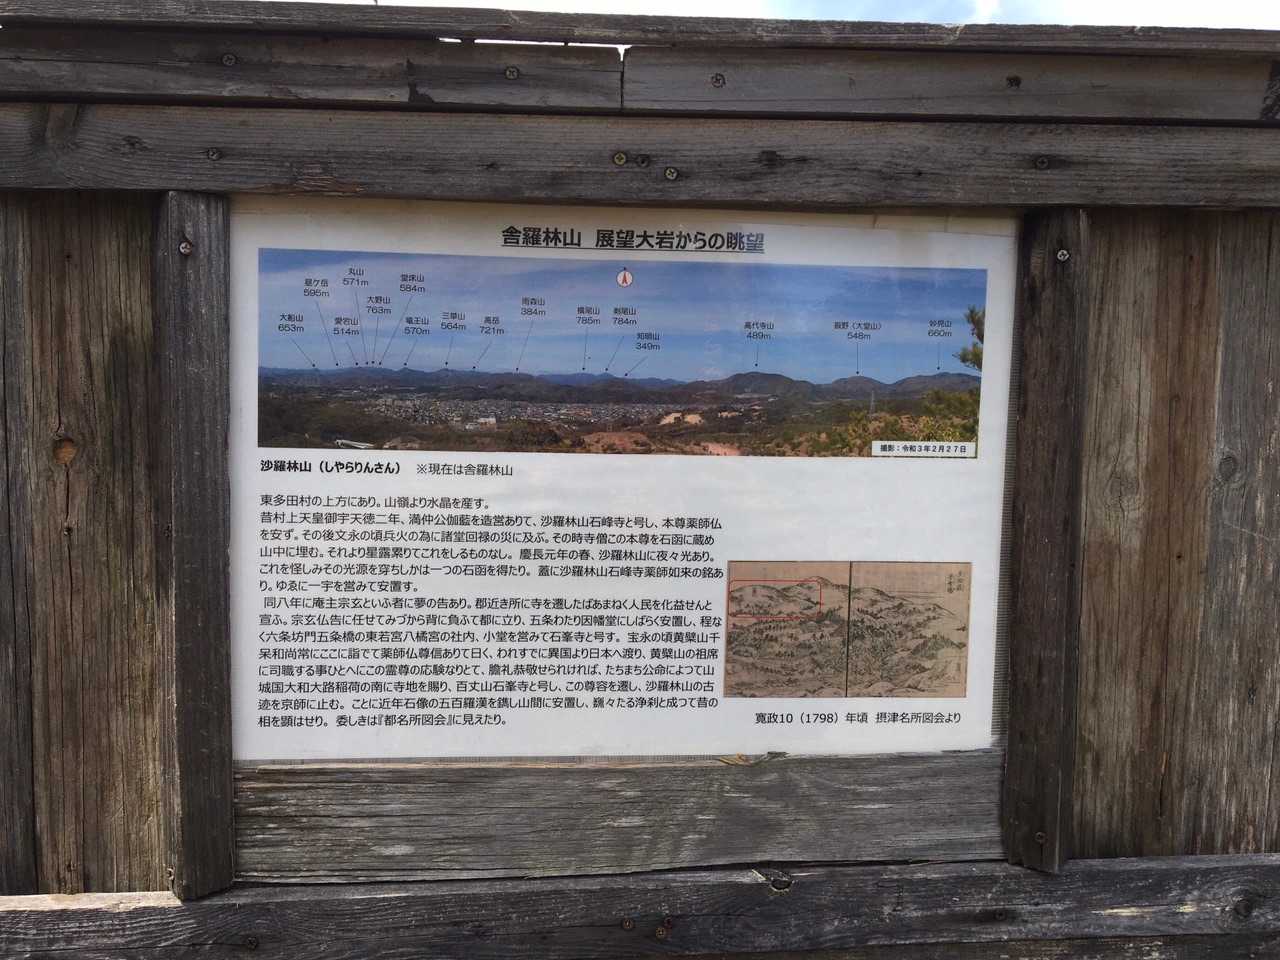 舎羅林山 展望大岩からの眺望
丸山
571m
堂床山
584m
龍ケ岳
595m
大野山
763m
雨森山
384m
横尾山
785m
剣尾山
784m
大船山
653m
愛宕山
514m
竜王山
570m
三草山
564m
高岳
721m
知明山
349m
高代寺山
489m
妙見山
660m
548m
撮影:令和3年2月27日
沙羅林山(しやらりんさん) ※現在は舎羅林山
東多田村の上方にあり。山嶺より水晶を産す。
昔村上天皇御宇天徳二年、満仲公伽藍を造営ありて、沙羅林山石峰寺と号し、本尊薬師仏
を安ず。その後文永の頃兵火の為に諸堂回禄の災に及ぶ。その時寺僧この本尊を石函に蔵め
山中に埋む。それより星露累りてこれをしるものなし。慶長元年の春、沙羅林山に夜々光あり。
これを怪しみその光源を穿ちしかは一つの石函を得たり。蓋に沙羅林山石峰寺薬師如来の銘あ
り。ゆゑに一宇を営みて安置す。
同八年に庵主宗玄といふ者に夢の告あり。郡近き所に寺を遷したばあまねく人民を化益せんと
宣ふ。宗玄仏告に任せてみづから背に負ふて都に立り、五条わたり因幡堂にしばらく安置し、程な
く六条坊門五条橋の東若宮八橘宮の社内、小堂を営みて石峯寺と号す。宝永の頃黄檗山千
呆和尚常にここに詣でて薬師仏尊信ありて日く、われすでに異国より日本へ渡り、黄檗山の祖席
に司職する事ひとへにこの霊尊の応験なりとて、膽礼恭敬せられければ、たちまち公命によつて山
城国大和大路稲荷の南に寺地を賜り、百丈山石峯寺と号し、この尊容を遷し、沙羅林山の古
迹を京師に止む。ことに近年石像の五百羅漢を鐫し山間に安置し、巍々たる浄刹と成つて昔の
相を顕はせり。委しきは『都名所図会』に見えたり。
寛政10(1798)年頃 摂津名所図会より